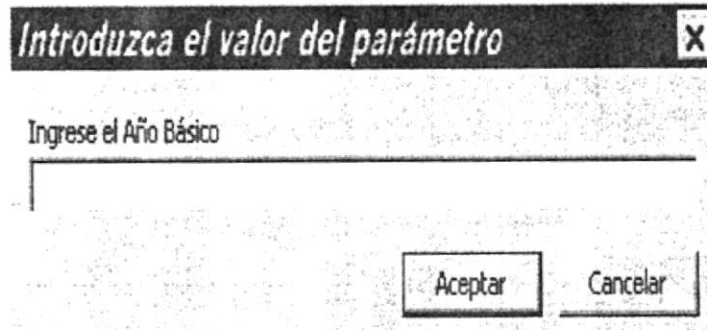 Introduzca el valor del parámetro
Ingrese el Año Básico
Aceptar Cancelar